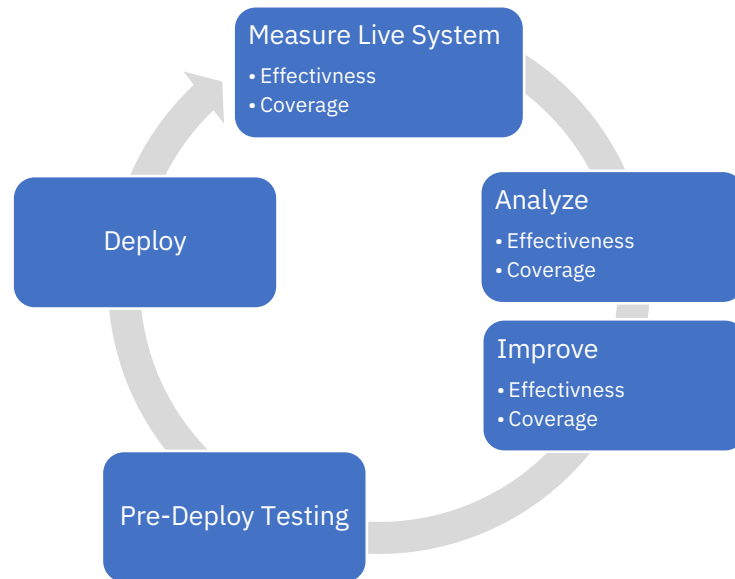 Measure Live System
• Effectivness
• Coverage
Analyze
• Effectiveness
• Coverage
Improve
• Effectivness
• Coverage
Pre-Deploy Testing
Deploy